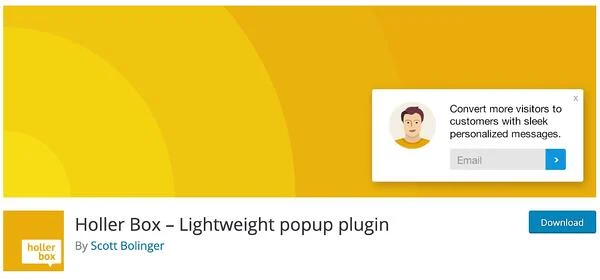 x
Convert more visitors to
customers with sleek
personalized messages.
Email
>
Holler Box – Lightweight popup plugin
Download
By Scott Bolinger
holler
box